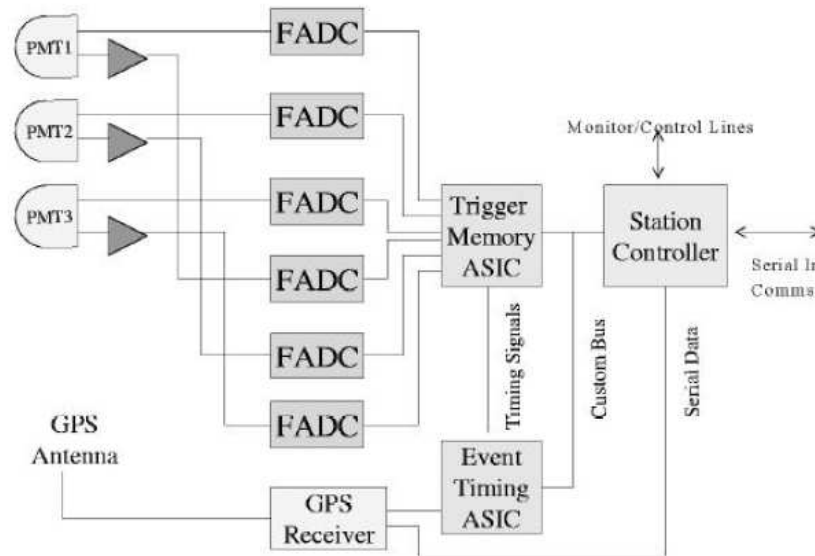 PMT1
FADC
PMT2
FADC
Monitor/Control Lines
PMT3
FADC
Trigger
Memory
ASIC
Station
Controller
FADC
Serial In
Comms
FADC
Timing Signals
Custom Bus
Serial Data
FADC
GPS
Antenna
Event
Timing
ASIC
GPS
Receiver